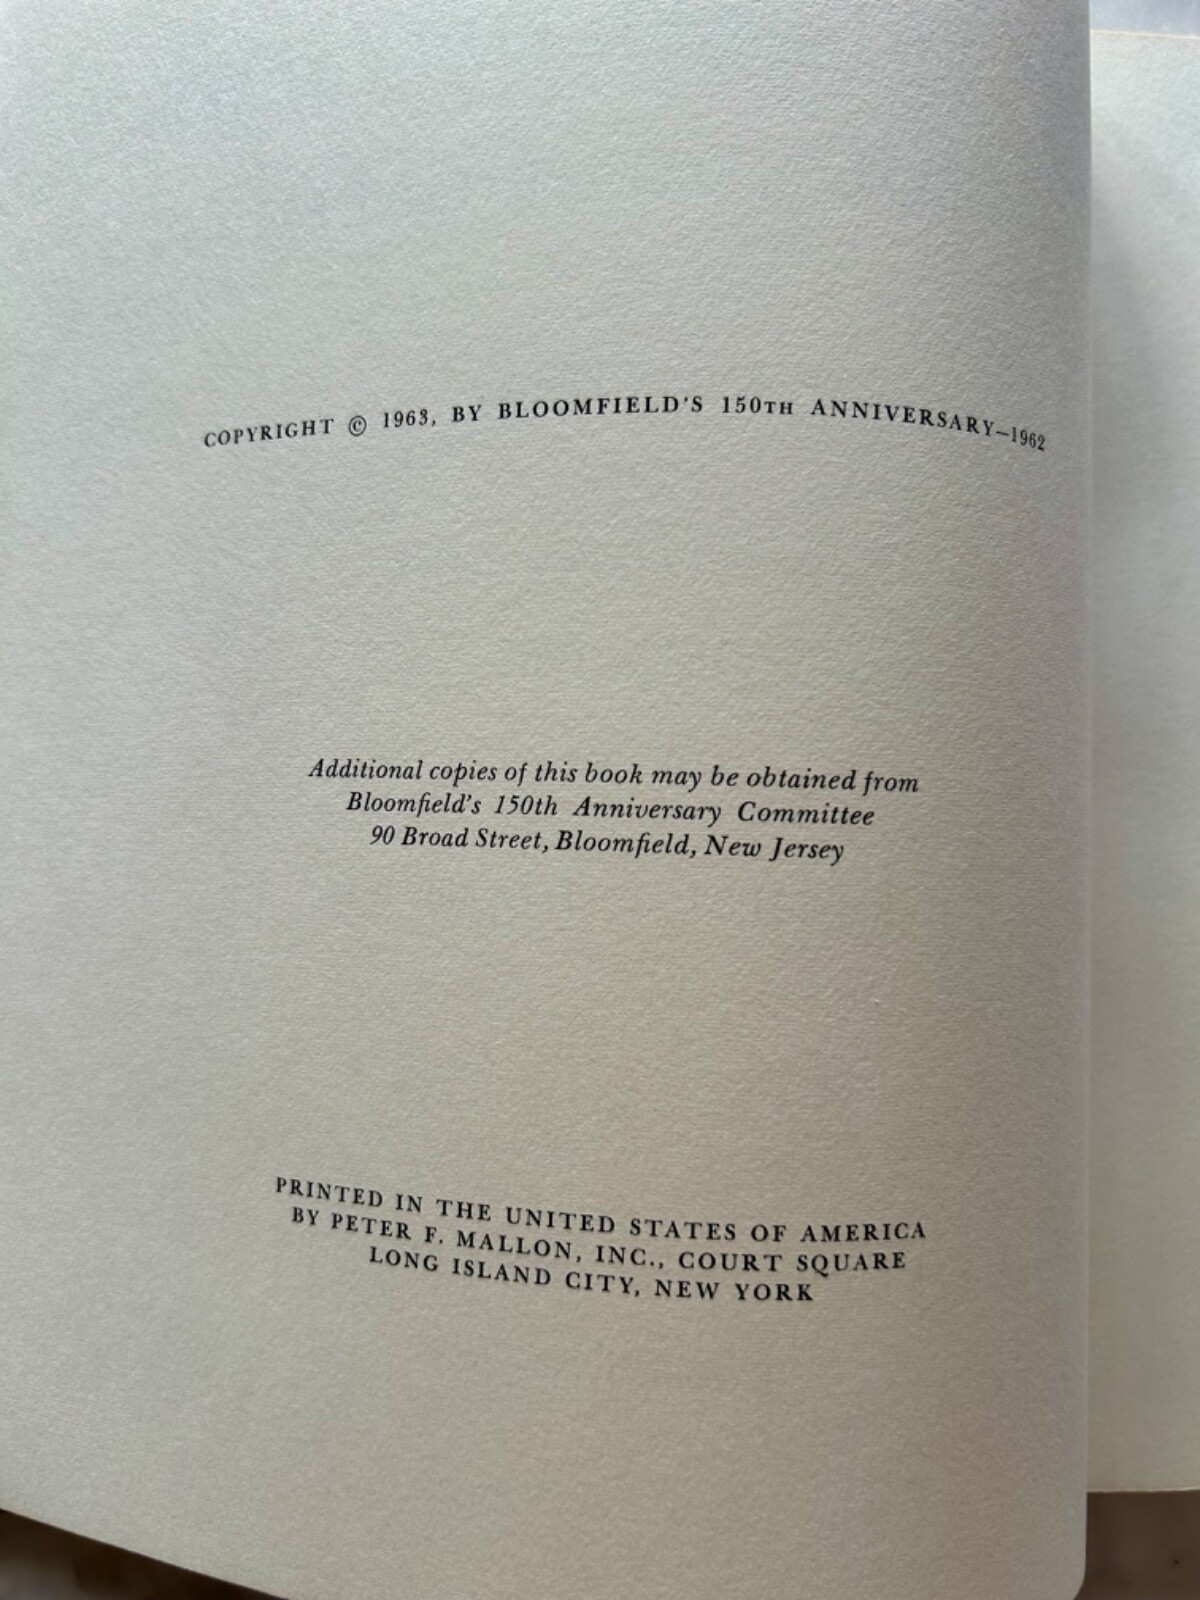 COPYRIGHT © 1963, BY BLOOMFIELD'S 150TH ANNIVERSARY—1962
Additional copies of this book may be obtained from
Bloomfield's 150th Anniversary Committee
90 Broad Street, Bloomfield, New Jersey
PRINTED IN THE UNITED STATES OF AMERICA
BY PETER F. MALLON, INC., COURT SQUARE
LONG ISLAND CITY, NEW YORK